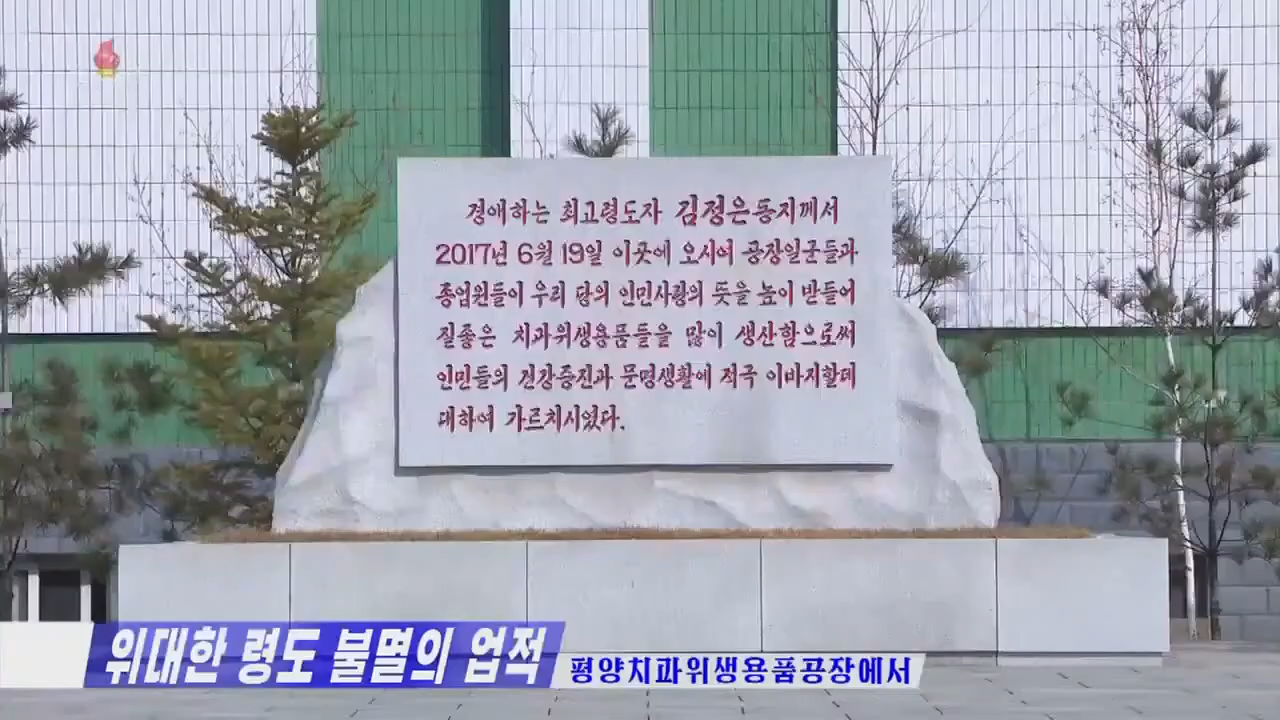 경애하는 최고령도자 김정은동지께서
2017년 6월 19일 이곳에 오시여 공장일군들과
종업원들이 우리 당의 인민사랑의 뜻을 높이 받들어
질좋은 치과위생용품들을 많이 생산함으로써
인민들의 건강증진과 문명생활에 적극 이바지할데
대하여 가르치시였다.
위대한 령도 불멸의 업적
평양치과위생용품공장에서